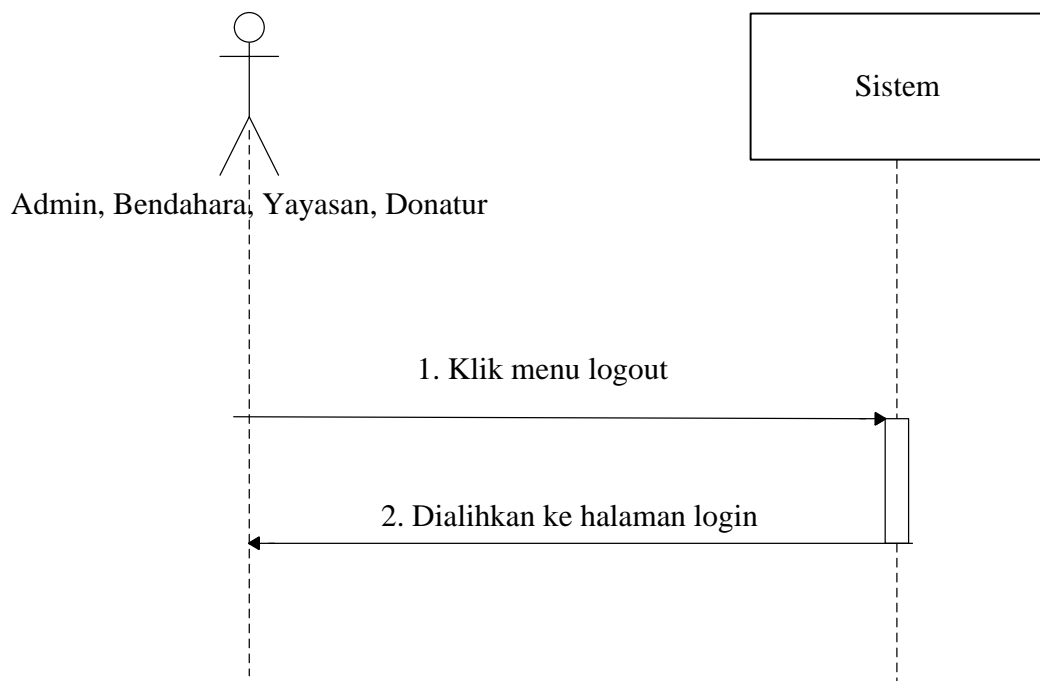 Sistem
Admin, Bendahara, Yayasan, Donatur
1. Klik menu logout
2. Dialihkan ke halaman login